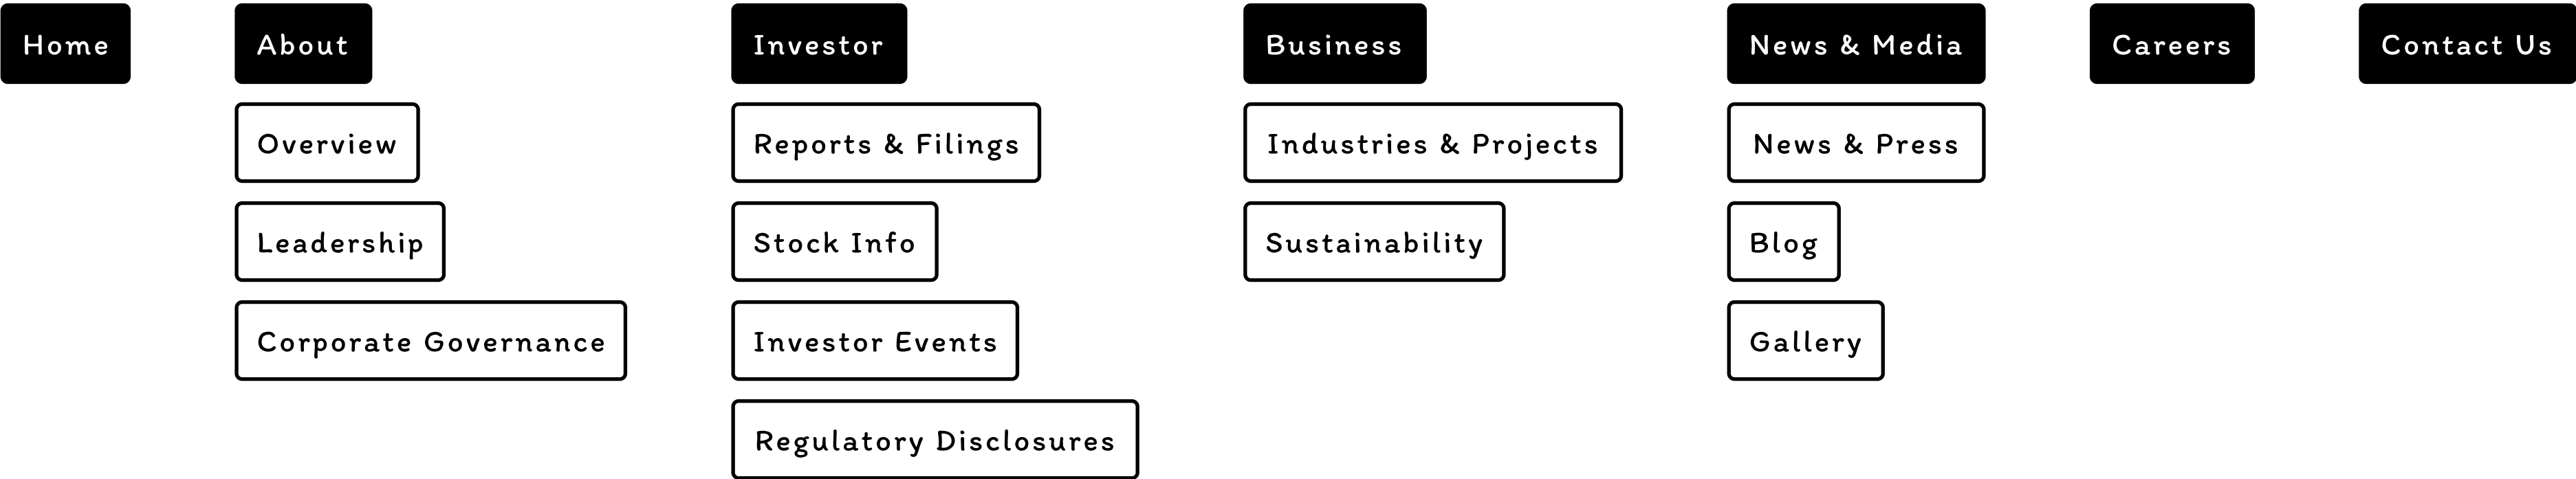 Home
About
Investor
Business
News & Media
Careers
Contact Us
Overview
Reports & Filings
Industries & Projects
News & Press
Leadership
Stock Info
Sustainability
Blog
Corporate Governance
Investor Events
Gallery
Regulatory Disclosures